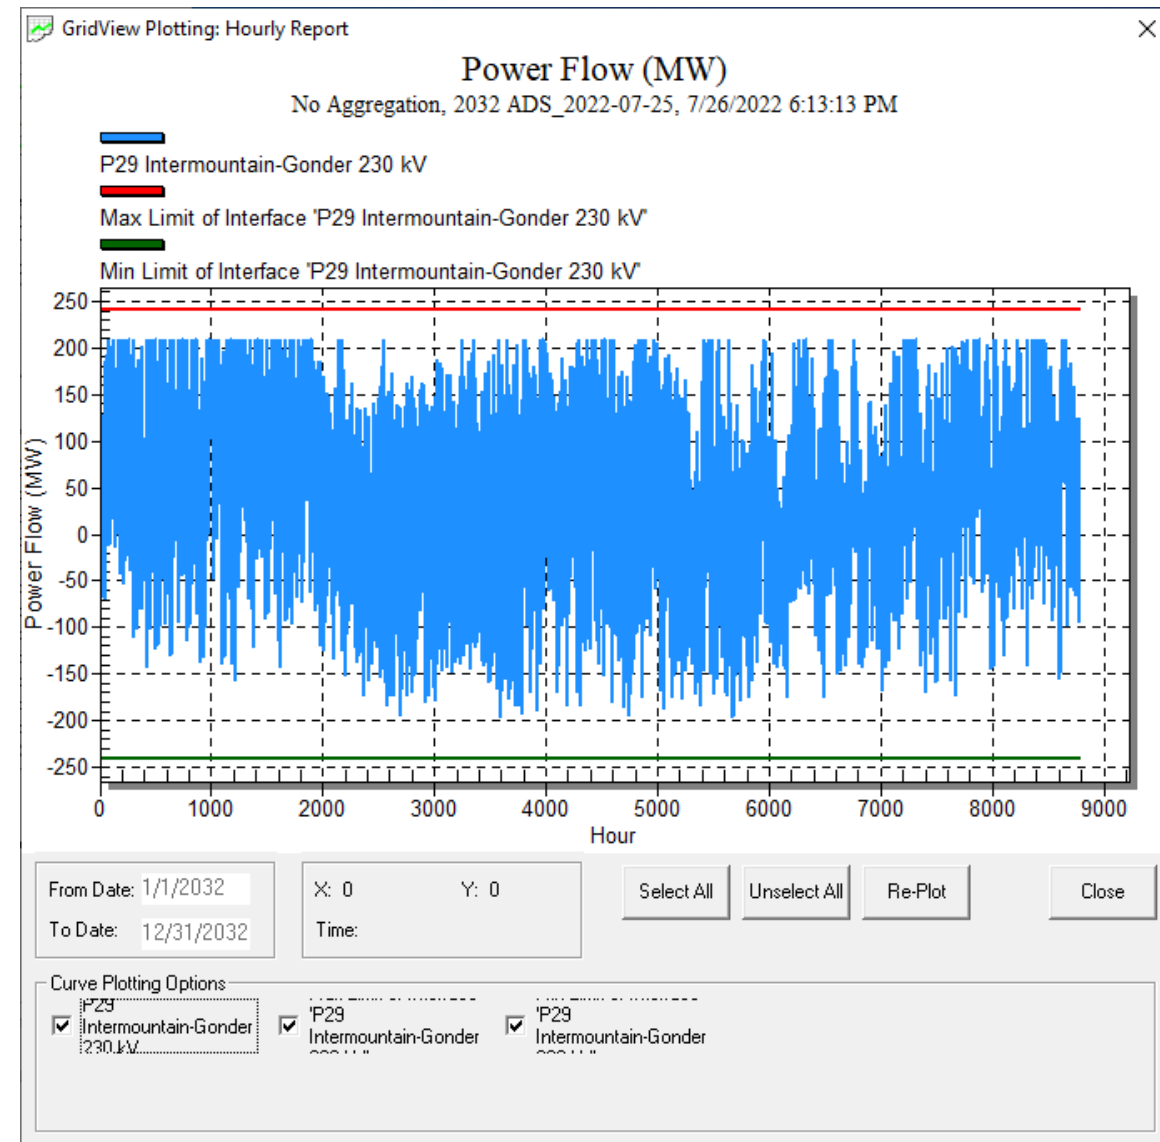 GridView Plotting: Hourly Report
Power Flow (MW)
No Aggregation, 2032 ADS_2022-07-25, 7/26/2022 6:13:13 PM
P29 Intermountain-Gonder 230 kV
Max Limit of Interface 'P29 Intermountain-Gonder 230 kV'
Min Limit of Interface 'P29 Intermountain-Gonder 230 kV'
Power Flow (MW)
250
200
150
100
50
0
-50
-100
-150
-200
-250
0 1000 2000 3000 4000 5000 6000 7000 8000 9000
Hour
From Date: 1/1/2032
To Date: 12/31/2032
X: 0 Y: 0
Time:
Select All Unselect All Re-Plot Close
Curve Plotting Options
P29
Intermountain-Gonder
230 kV
'P29
Intermountain-Gonder
'P29
Intermountain-Gonder